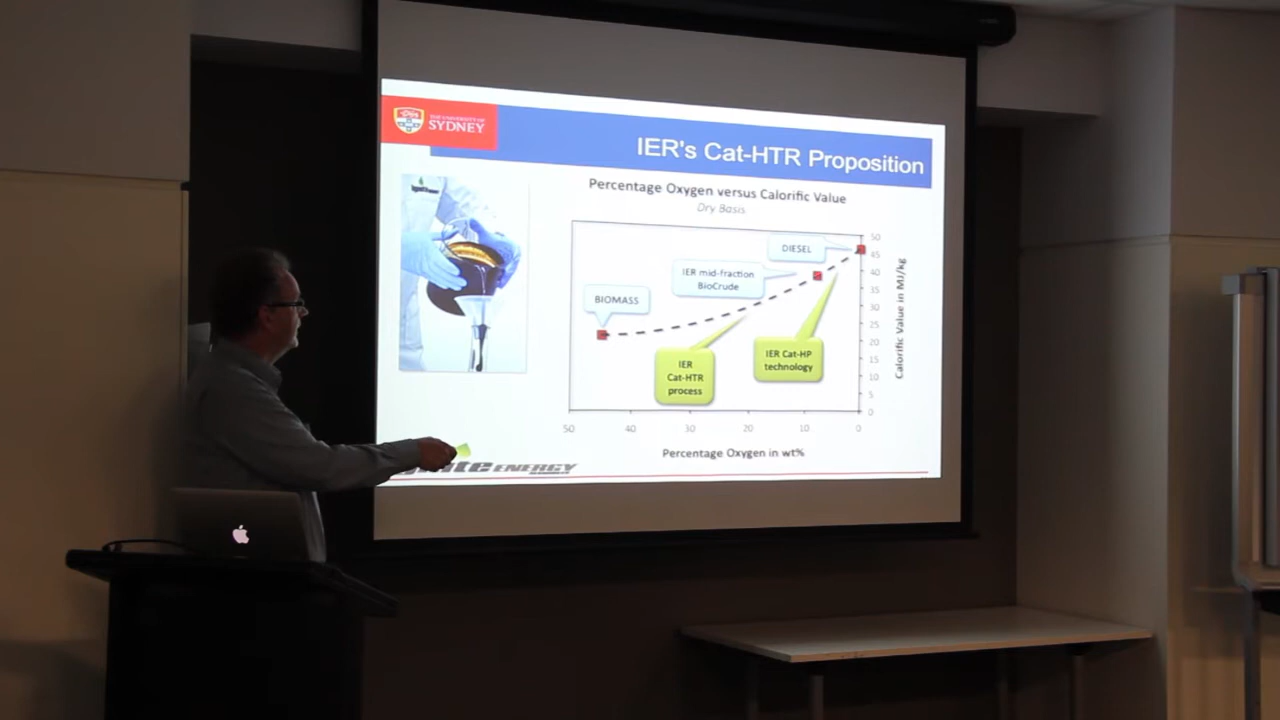 THE UNIVERSITY OF
SYDNEY
IER's Cat-HTR Proposition
Percentage Oxygen versus Calorific Value
Dry Basis
DIESEL
IER mid-fraction
BioCrude
BIOMASS
IER Cat-HP
technology
IER
Cat-HTR
process
50
45
40
35
30
25
20
15
10
5
0
Calorific Value in MJ/kg
50
40
30
20
10
0
Percentage Oxygen in wt%
ENERGY